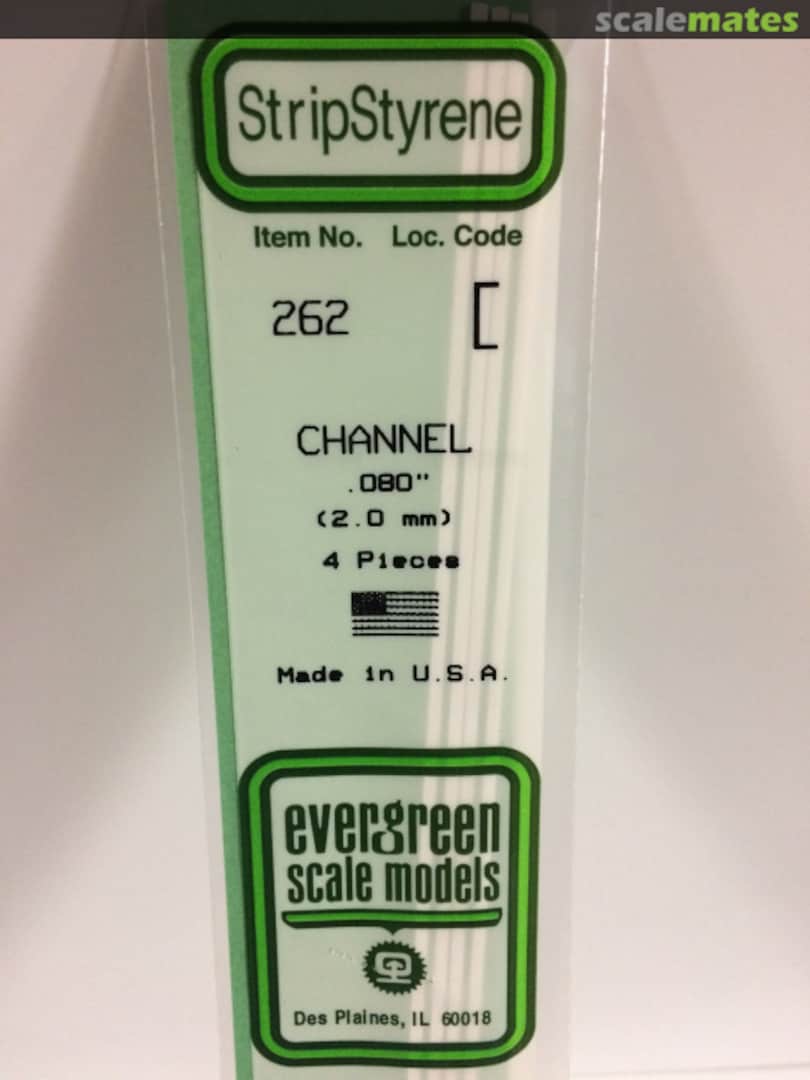 scalemates
StripStyrene
Item No. Loc. Code
262 [
CHANNEL
.080"
(2.0 mm)
4 Pieces
Made in U.S.A.
evergreen
scale models
Des Plaines, IL 60018